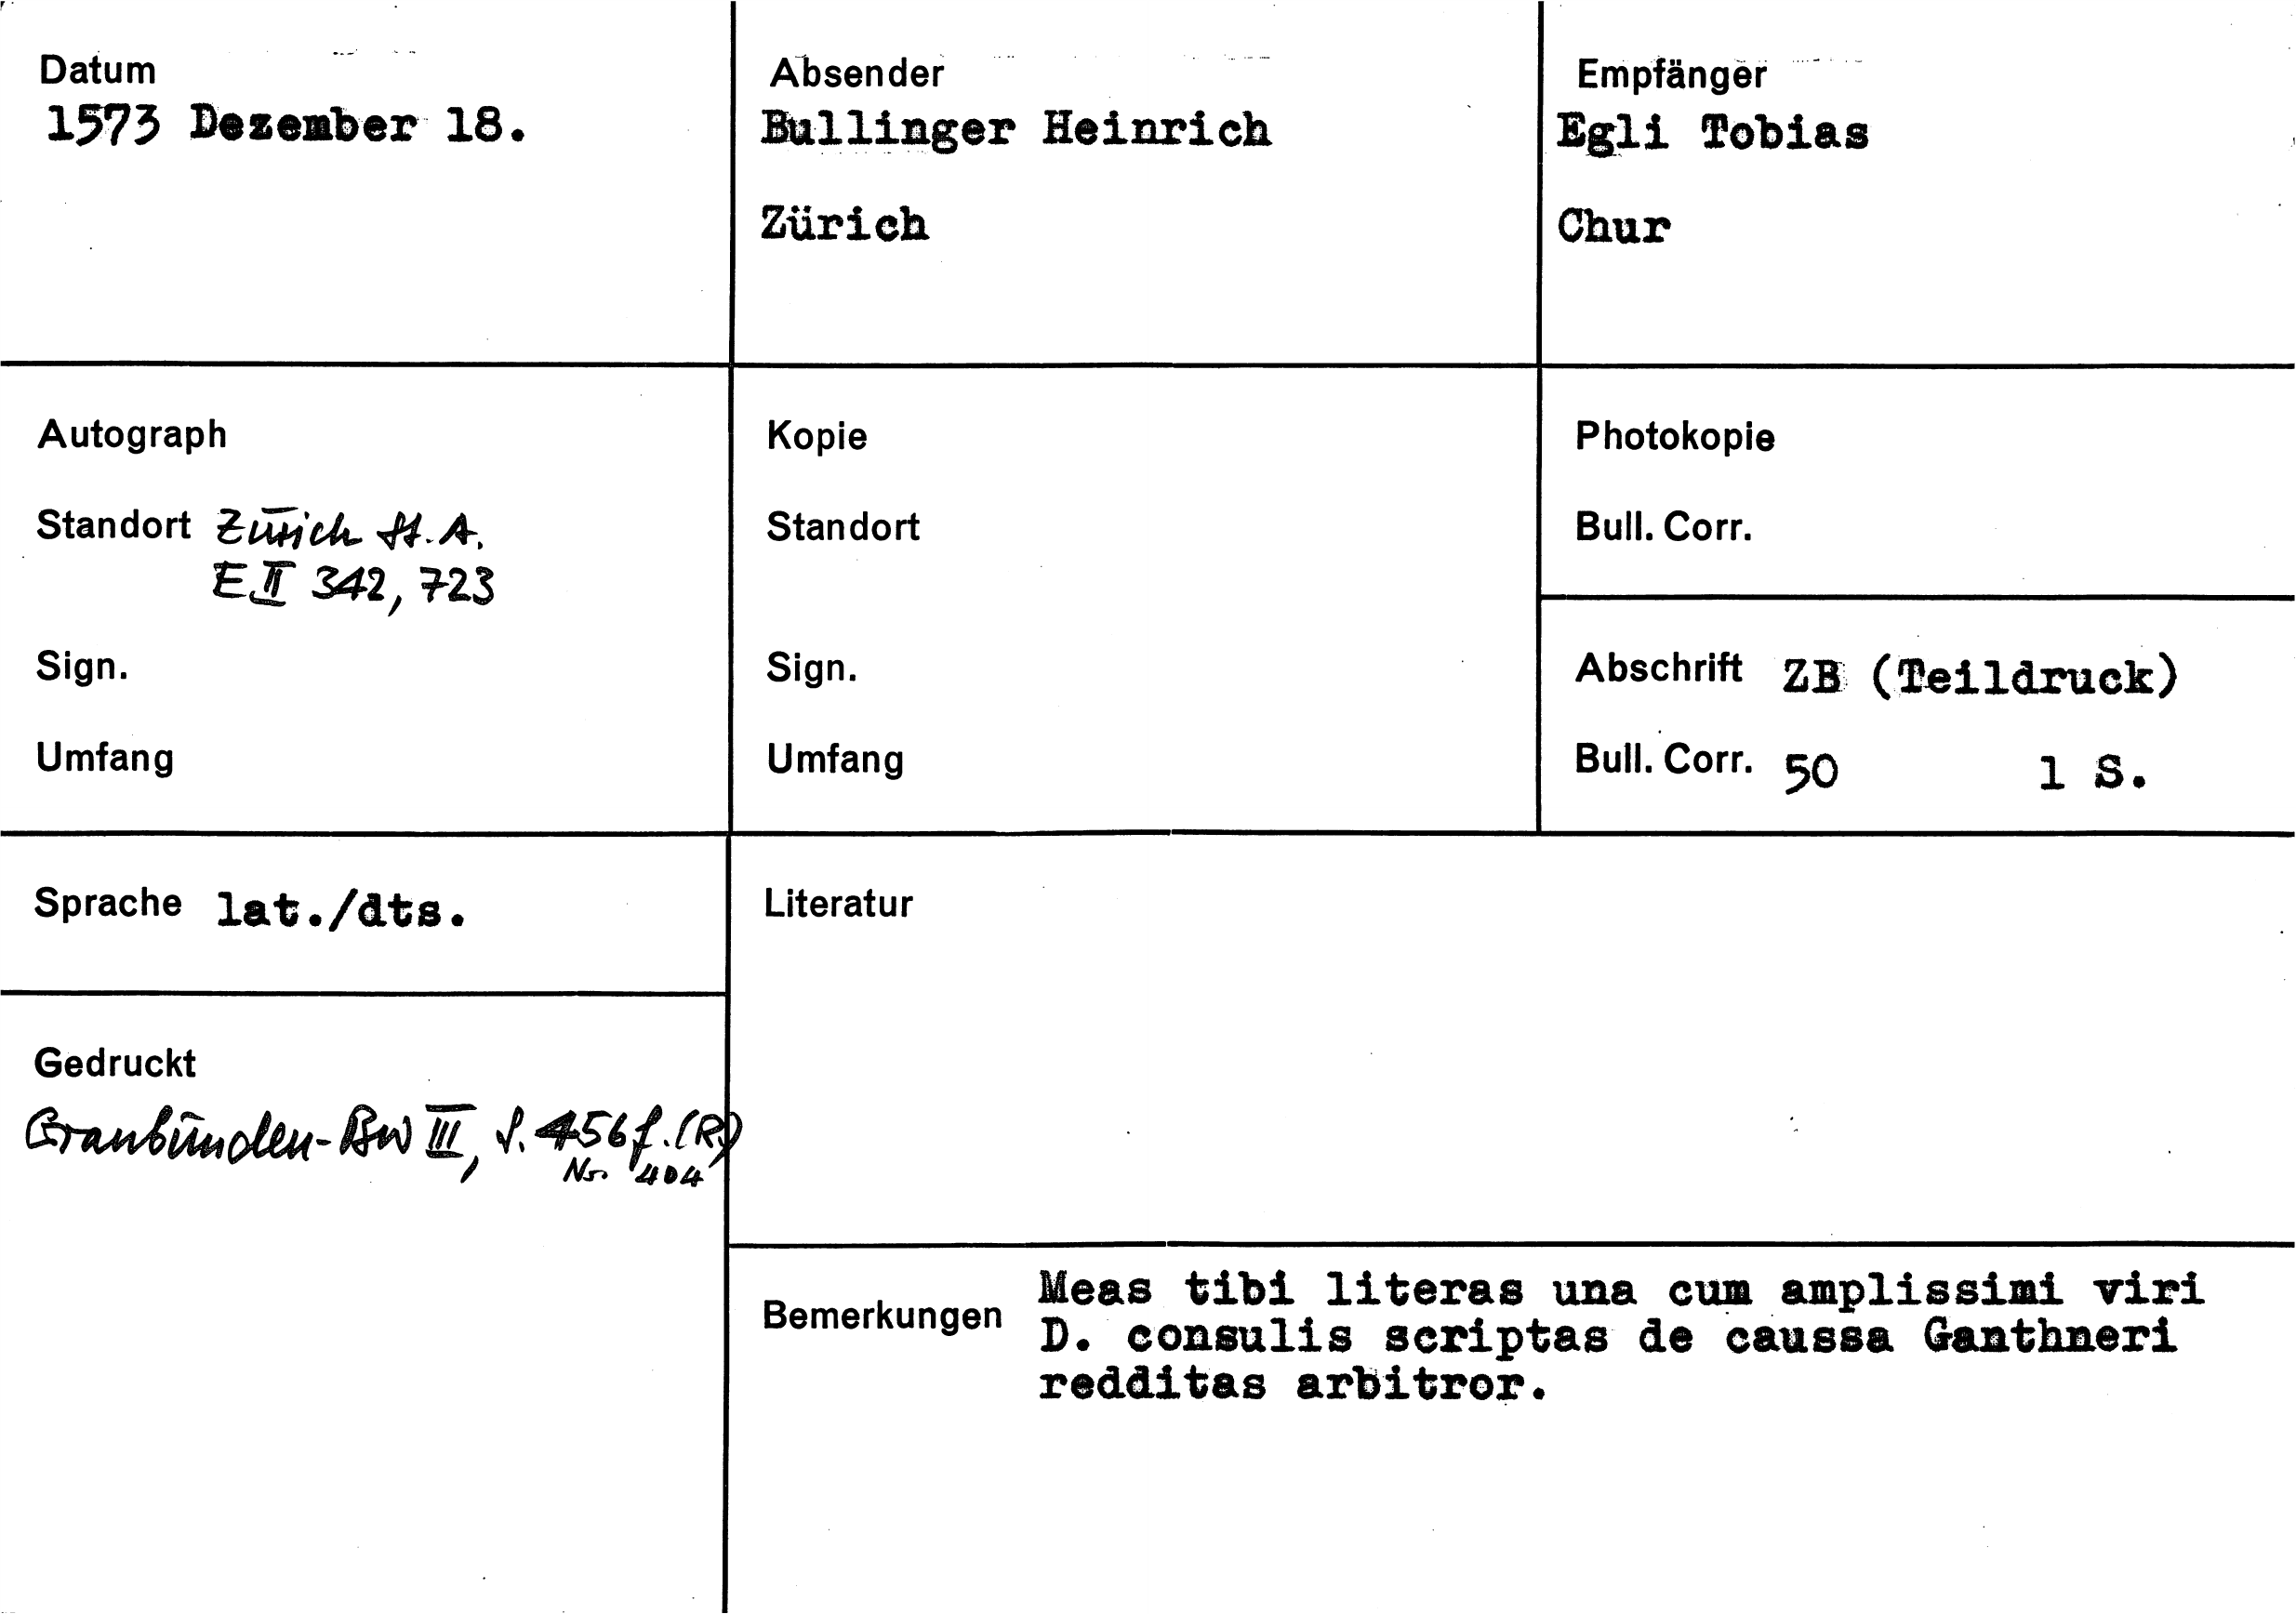 Datum
1573 Dezember 18.
Absender
Bullinger Heinrich
Zürich
Empfänger
Egli Tobias
Chur
Autograph
Standort Zürich St. A.
E II 342, 723
Sign.
Umfang
Kopie
Standort
Sign.
Umfang
Photokopie
Bull. Corr.
Abschrift ZB (Teildruck)
Bull. Corr. 50 1 S.
Sprache lat./dts.
Gedruckt
Graubünden-BW III, S. 456 f. (R)
Nr. 404
Literatur
Bemerkungen
Meas tibi literas una cum amplissimi viri
D. consulis scriptas de caussa Ganthneri
redditas arbitror.